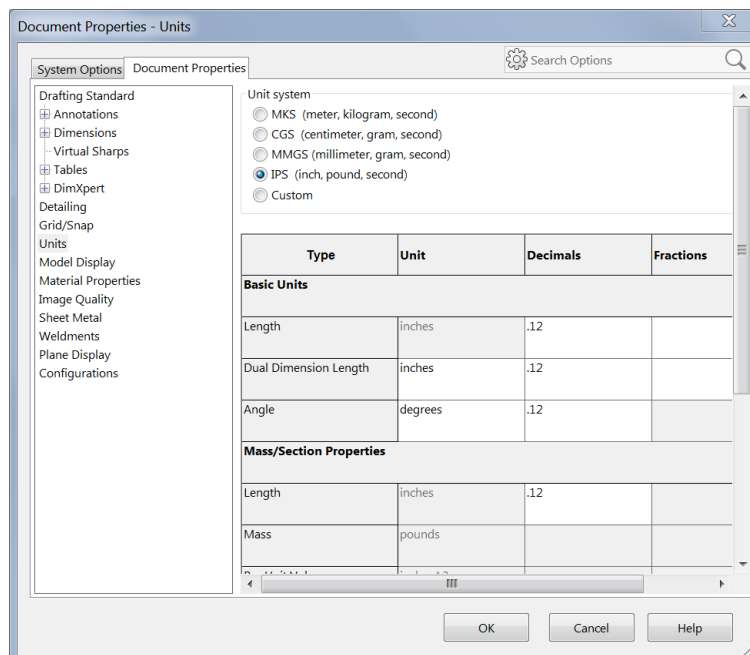 Document Properties - Units
System Options
Document Properties
Search Options
Drafting Standard
Annotations
Dimensions
Virtual Sharps
Tables
DimXpert
Detailing
Grid/Snap
Units
Model Display
Material Properties
Image Quality
Sheet Metal
Weldments
Plane Display
Configurations
Unit system
MKS (meter, kilogram, second)
CGS (centimeter, gram, second)
MMGS (millimeter, gram, second)
IPS (inch, pound, second)
Custom
Type Unit Decimals Fractions
Basic Units
Length inches .12
Dual Dimension Length inches .12
Angle degrees .12
Mass/Section Properties
Length inches .12
Mass pounds
OK Cancel Help